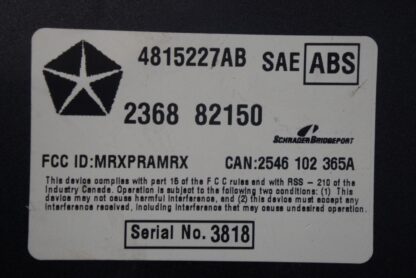 4815227AB SAE ABS
2368 82150
SCHRADER BRIDGEPORT
FCC ID:MRXPRAMRX CAN:2546 102 365A
This device complies with part 15 of the F C C rules and with RSS - 210 of the
Industry Canada. Operation is subject to the following two conditions: (1) This
device may not cause harmful interference, and (2) this device must accept any
interference received, including interference that may cause undesired operation.
Serial No. 3818